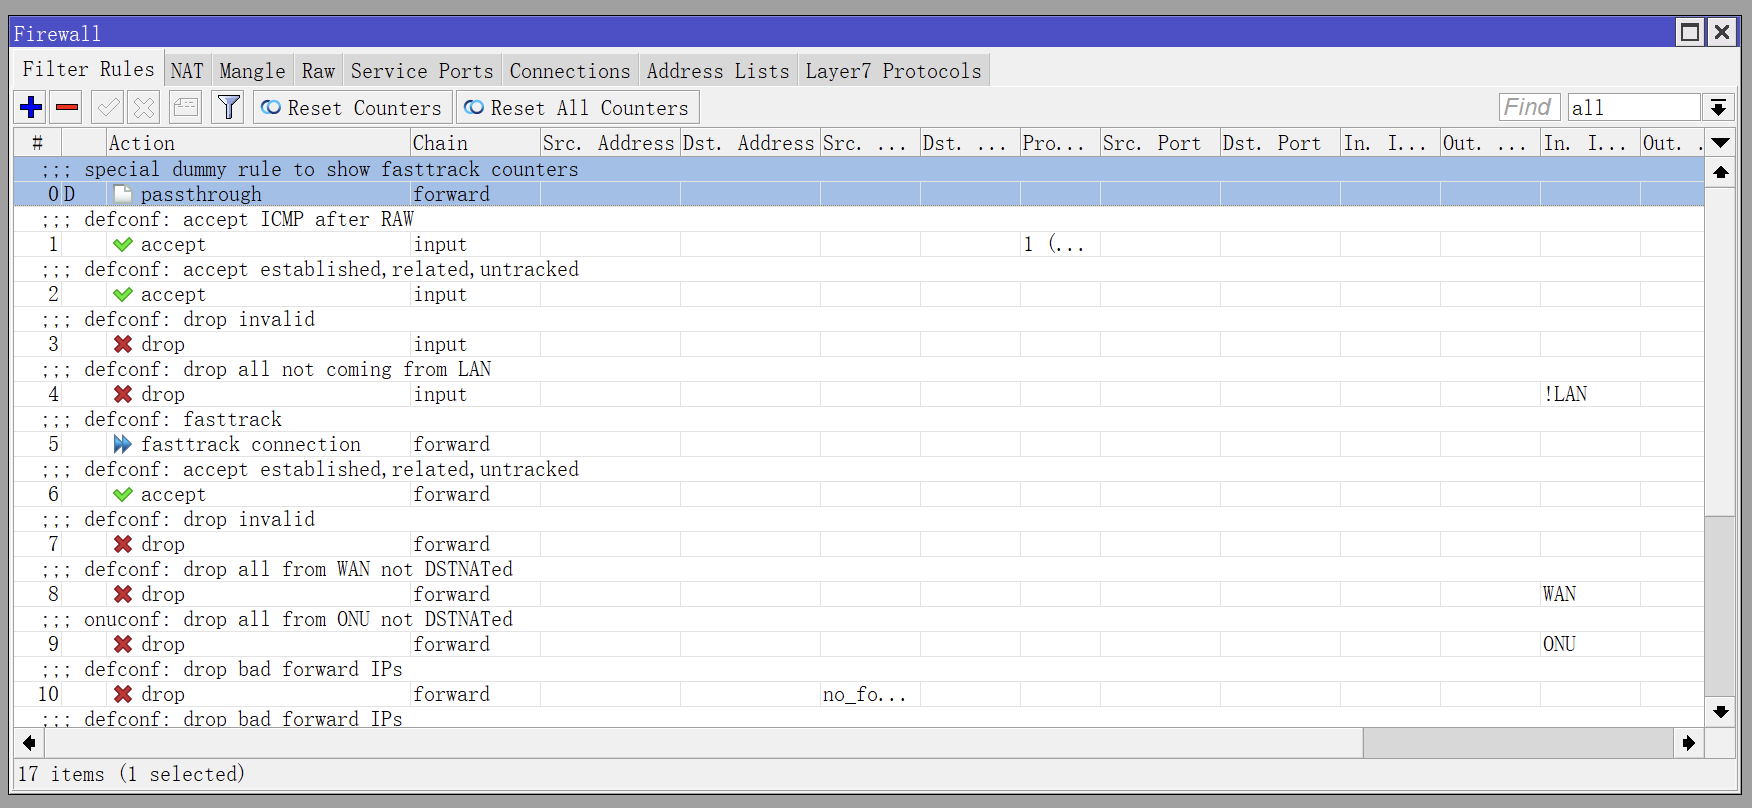 Firewall
Filter Rules NAT Mangle Raw Service Ports Connections Address Lists Layer7 Protocols
Reset Counters Reset All Counters Find all
# Action Chain Src. Address Dst. Address Src. ... Dst. ... Pro... Src. Port Dst. Port In. I... Out. ... In. I... Out. .
;;; special dummy rule to show fasttrack counters
0 D passthrough forward
;;; defconf: accept ICMP after RAW
1 accept input 1 (...
;;; defconf: accept established,related,untracked
2 accept input
;;; defconf: drop invalid
3 drop input
;;; defconf: drop all not coming from LAN
4 drop input !LAN
;;; defconf: fasttrack
5 fasttrack connection forward
;;; defconf: accept established,related,untracked
6 accept forward
;;; defconf: drop invalid
7 drop forward
;;; defconf: drop all from WAN not DSTNATed
8 drop forward WAN
;;; onuconf: drop all from ONU not DSTNATed
9 drop forward ONU
;;; defconf: drop bad forward IPs
10 drop forward no_fo...
;;; defconf: drop bad forward IPs
17 items (1 selected)